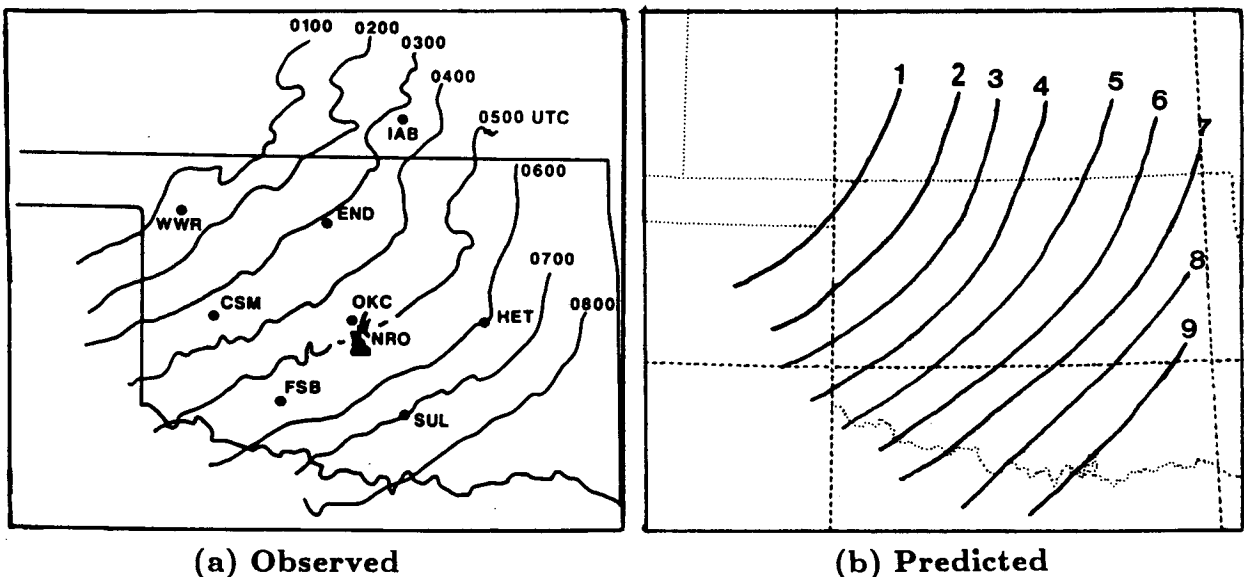 0100
0200
0300
0400
0500 UTC
0600
0700
0800
IAB
WWR
END
CSM
OKC
NRO
HET
FSB
SUL
1
2
3
4
5
6
7
8
9
(a) Observed
(b) Predicted